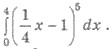 ∫₀⁴ (1/4 x − 1)⁵ dx .